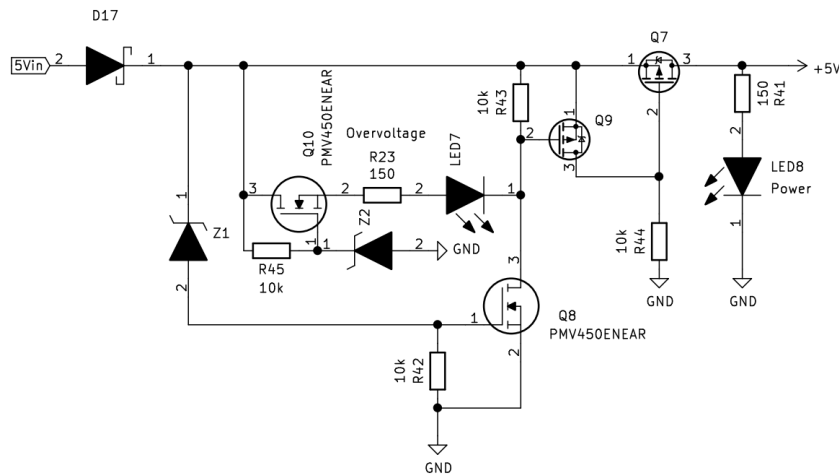 D17
5Vin
2
1
Q7
1
3
+5V
2
10k
R43
Q9
1
2
3
150
R41
2
LED8
Power
1
GND
Q10
PMV450ENEAR
Overvoltage
R23
150
LED7
3
2
2
1
1
R45
10k
1
Z2
2
GND
1
Z1
2
10k
R44
GND
3
1
Q8
PMV450ENEAR
2
10k
R42
GND